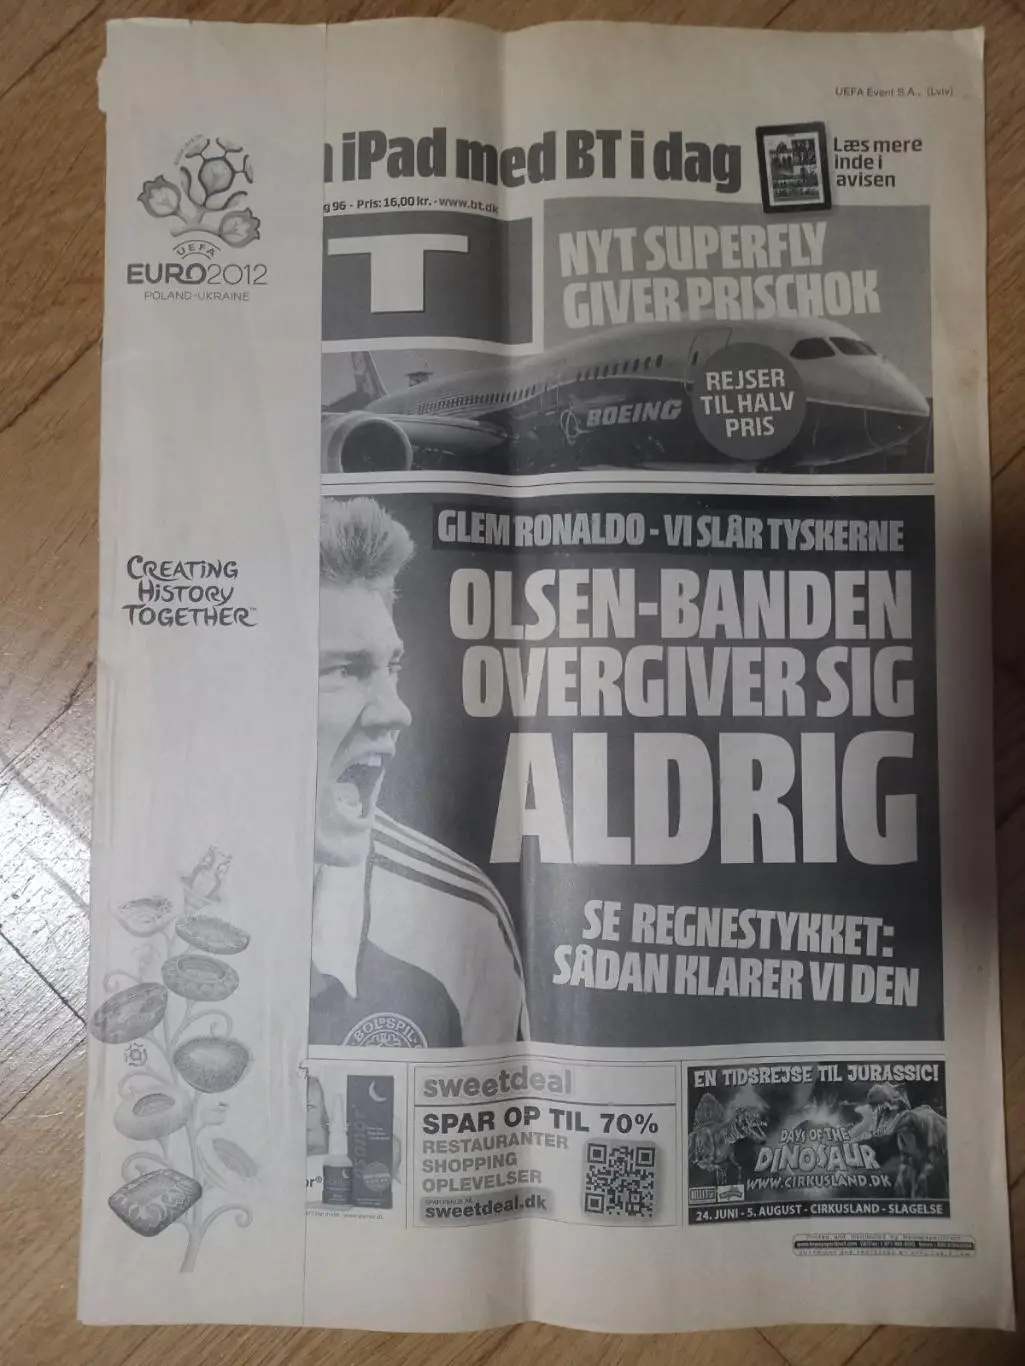 UEFA Event S.A., (Lviv)
iPad med BT i dag
Læs mere
inde i
avisen
g 96 - Pris: 16,00 kr. - www.bt.dk
T
NYT SUPERFLY
GIVER PRISCHOK
REJSER
TIL HALV
PRIS
BOEING
UEFA
EURO2012
POLAND-UKRAINE
GLEM RONALDO - VI SLÅR TYSKERNE
OLSEN-BANDEN
OVERGIVER SIG
ALDRIG
CREATING
HISTORY
TOGETHER™
SE REGNESTYKKET:
SÅDAN KLARER VI DEN
BOLDSPIL
sweetdeal
SPAR OP TIL 70%
RESTAURANTER
SHOPPING
OPLEVELSER
sweetdeal.dk
EN TIDSREJSE TIL JURASSIC!
DAYS OF THE
DINOSAUR
WWW.CIRKUSLAND.DK
24. JUNI - 5. AUGUST - CIRKUSLAND - SLAGELSE